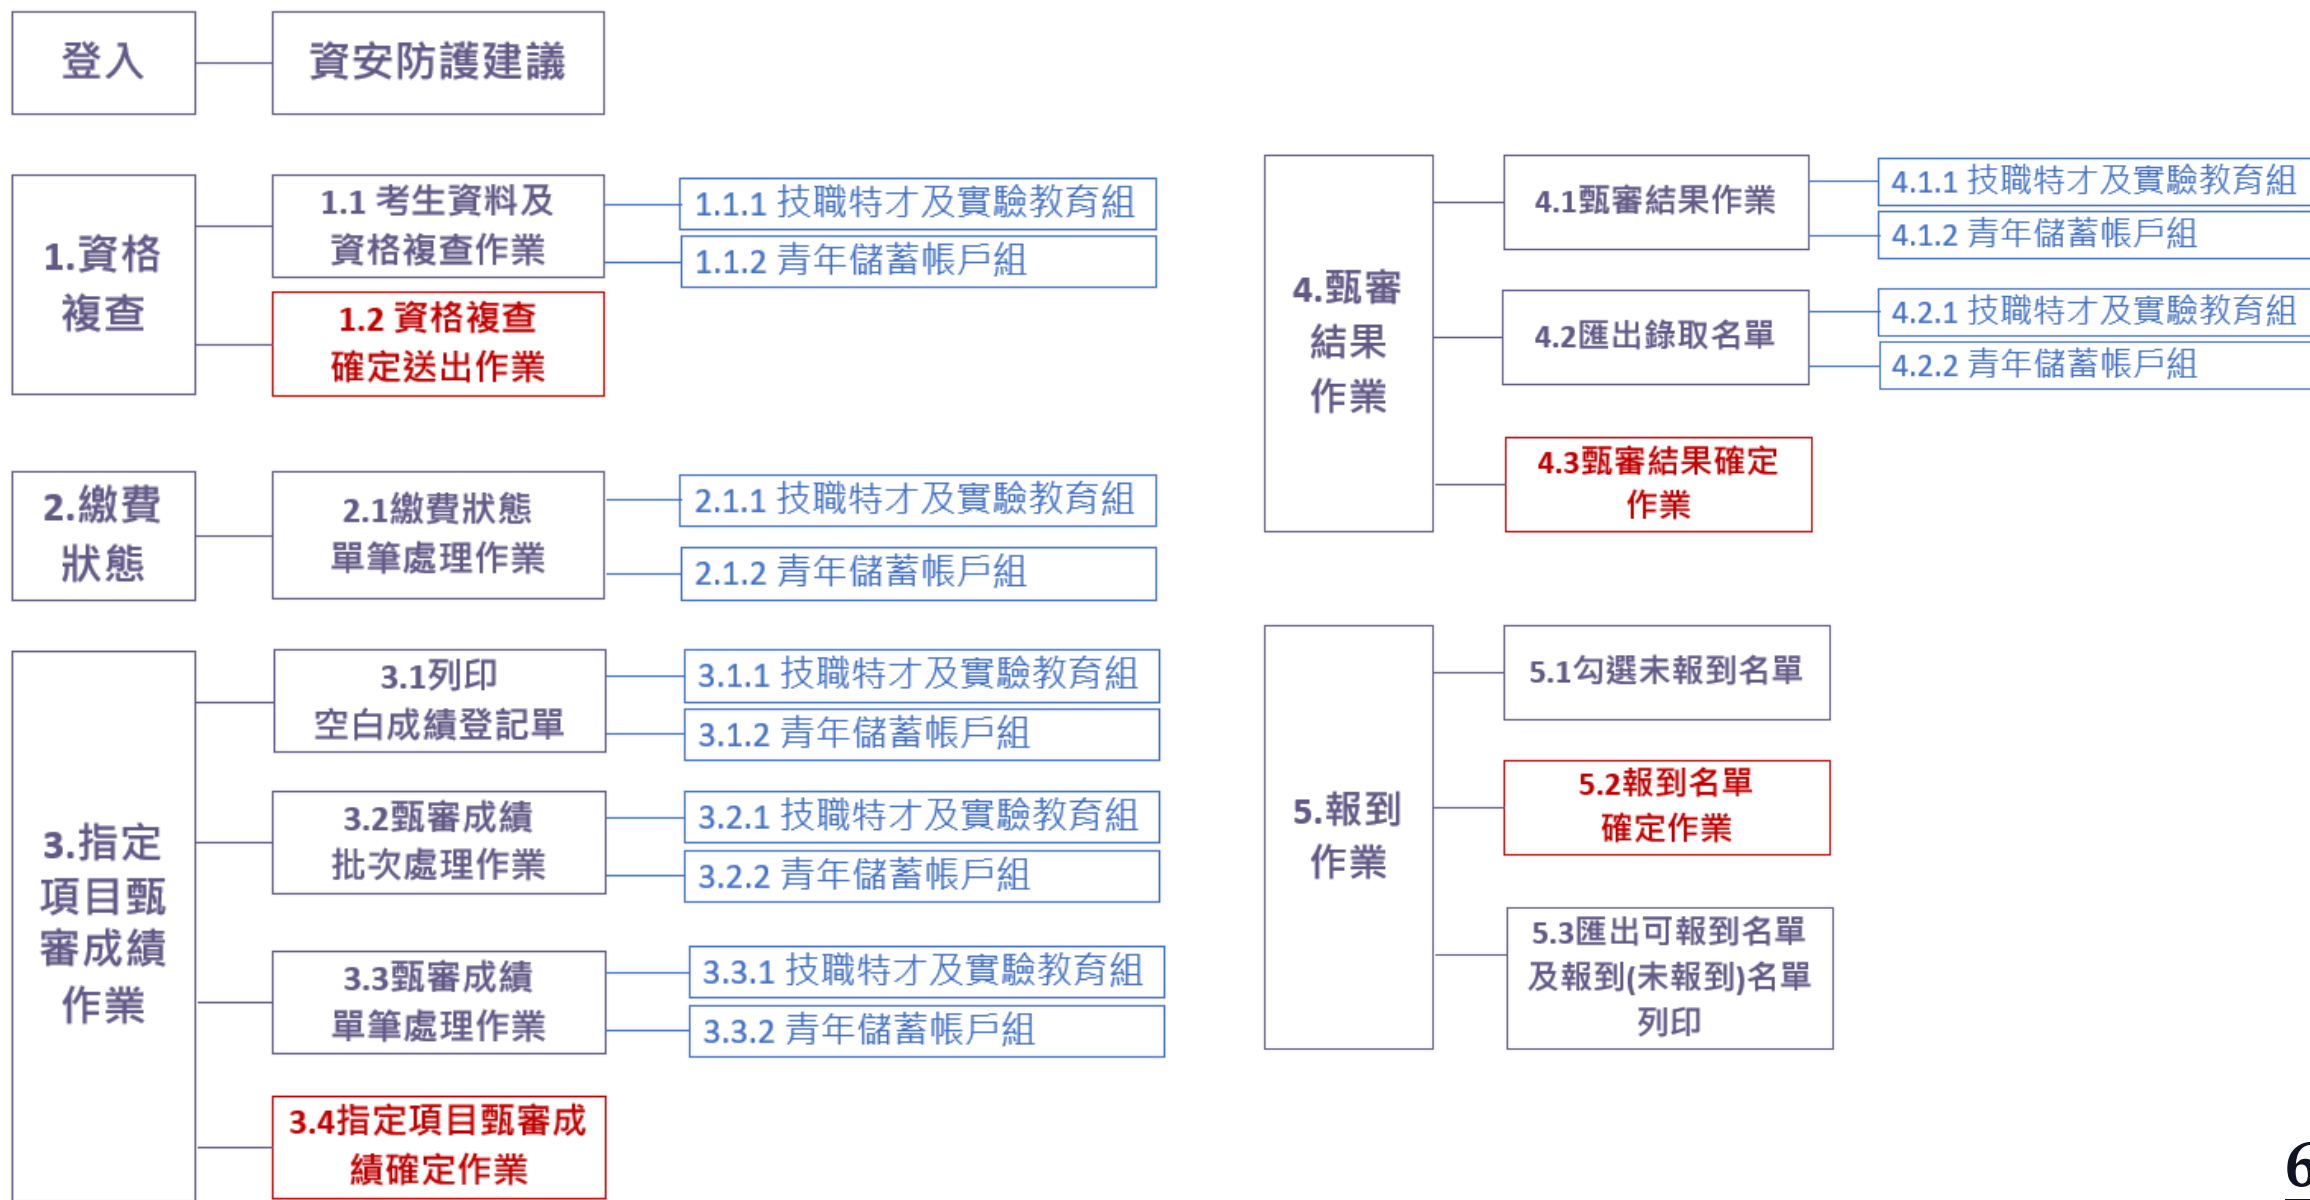 登入
資安防護建議
1.資格
複查
1.1 考生資料及
資格複查作業
1.1.1 技職特才及實驗教育組
1.1.2 青年儲蓄帳戶組
1.2 資格複查
確定送出作業
2.繳費
狀態
2.1繳費狀態
單筆處理作業
2.1.1 技職特才及實驗教育組
2.1.2 青年儲蓄帳戶組
3.指定
項目甄
審成績
作業
3.1列印
空白成績登記單
3.1.1 技職特才及實驗教育組
3.1.2 青年儲蓄帳戶組
3.2甄審成績
批次處理作業
3.2.1 技職特才及實驗教育組
3.2.2 青年儲蓄帳戶組
3.3甄審成績
單筆處理作業
3.3.1 技職特才及實驗教育組
3.3.2 青年儲蓄帳戶組
3.4指定項目甄審成
績確定作業
4.甄審
結果
作業
4.1甄審結果作業
4.1.1 技職特才及實驗教育組
4.1.2 青年儲蓄帳戶組
4.2匯出錄取名單
4.2.1 技職特才及實驗教育組
4.2.2 青年儲蓄帳戶組
4.3甄審結果確定
作業
5.報到
作業
5.1勾選未報到名單
5.2報到名單
確定作業
5.3匯出可報到名單
及報到(未報到)名單
列印
6